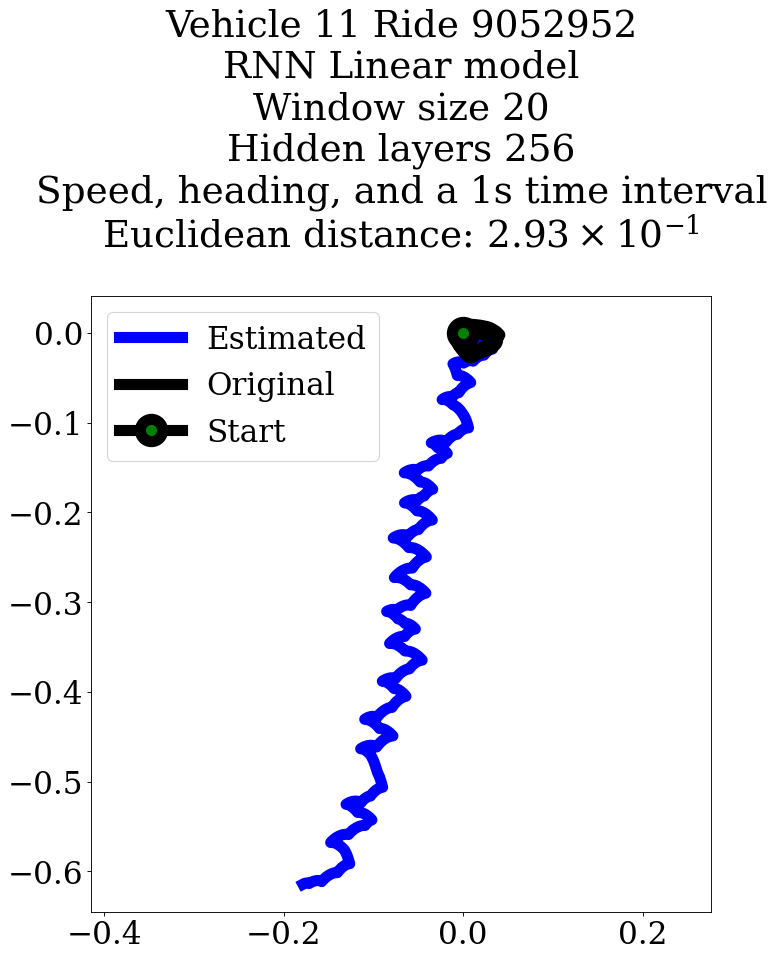 Vehicle 11 Ride 9052952
RNN Linear model
Window size 20
Hidden layers 256
Speed, heading, and a 1s time interval
Euclidean distance: 2.93 × 10⁻¹
Estimated
Original
Start
0.0
−0.1
−0.2
−0.3
−0.4
−0.5
−0.6
−0.4 −0.2 0.0 0.2